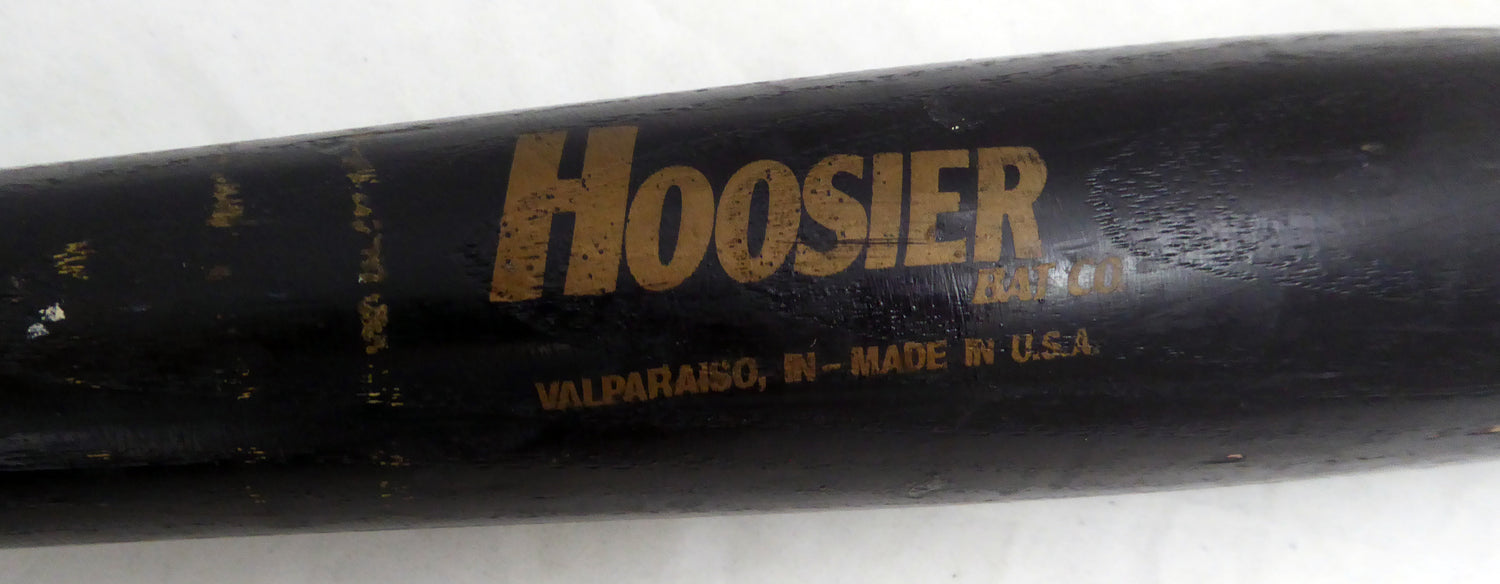 HOOSIER
BAT CO.
VALPARAISO, IN - MADE IN U.S.A.